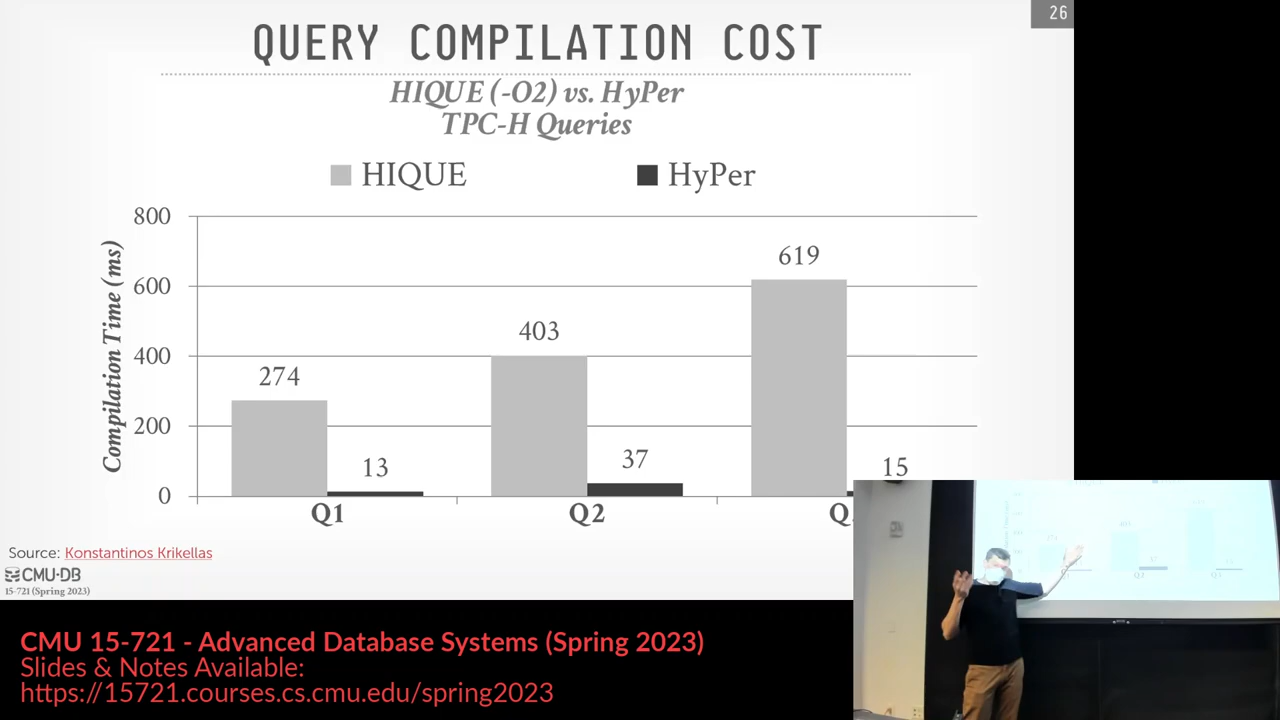 26
QUERY COMPILATION COST
HIQUE (-O2) vs. HyPer
TPC-H Queries
HIQUE
HyPer
800
600
400
200
0
Compilation Time (ms)
274
13
403
37
619
15
Q1
Q2
Q
Source: Konstantinos Krikellas
CMU·DB
15-721 (Spring 2023)
CMU 15-721 - Advanced Database Systems (Spring 2023)
Slides & Notes Available:
https://15721.courses.cs.cmu.edu/spring2023